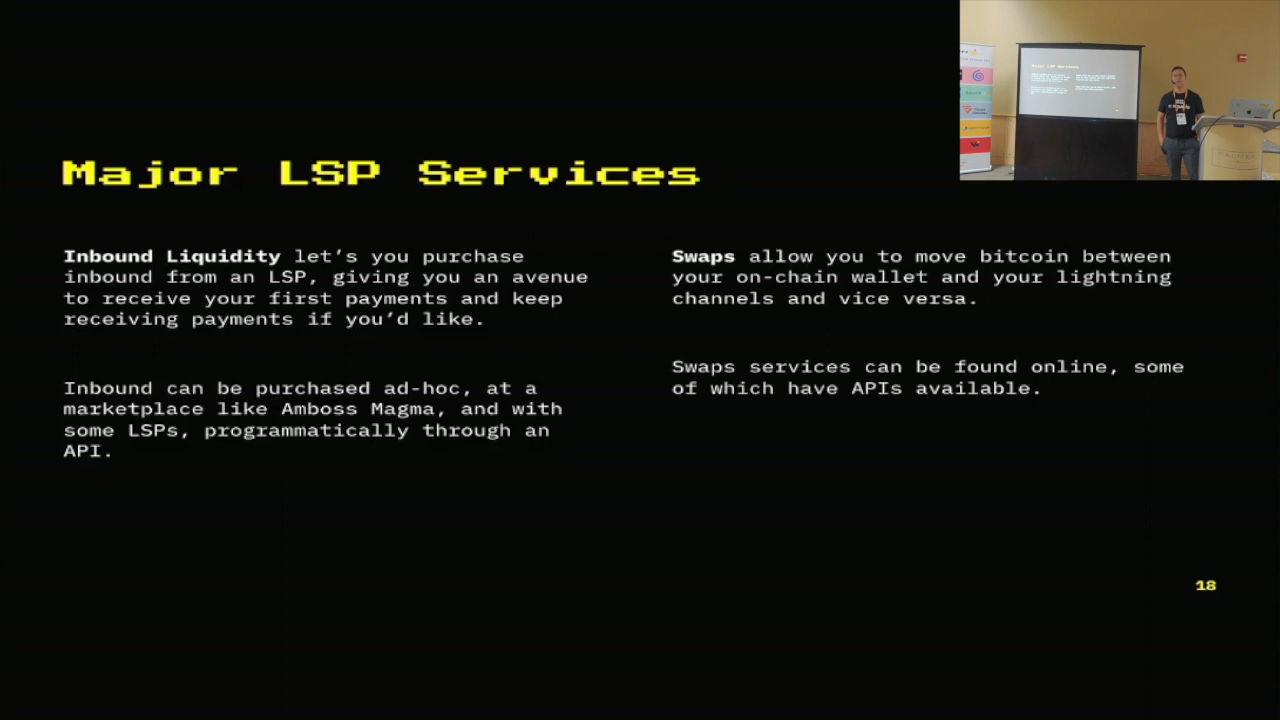 Major LSP Services
Inbound Liquidity let’s you purchase
inbound from an LSP, giving you an avenue
to receive your first payments and keep
receiving payments if you’d like.
Inbound can be purchased ad-hoc, at a
marketplace like Amboss Magma, and with
some LSPs, programmatically through an
API.
Swaps allow you to move bitcoin between
your on-chain wallet and your lightning
channels and vice versa.
Swaps services can be found online, some
of which have APIs available.
18
Major LSP Services